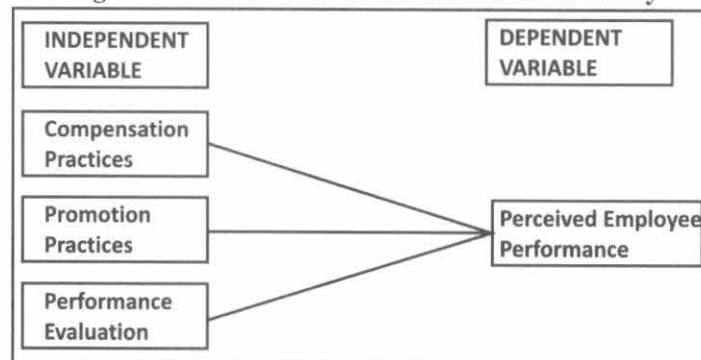 INDEPENDENT
VARIABLE
DEPENDENT
VARIABLE
Compensation
Practices
Promotion
Practices
Perceived Employee
Performance
Performance
Evaluation